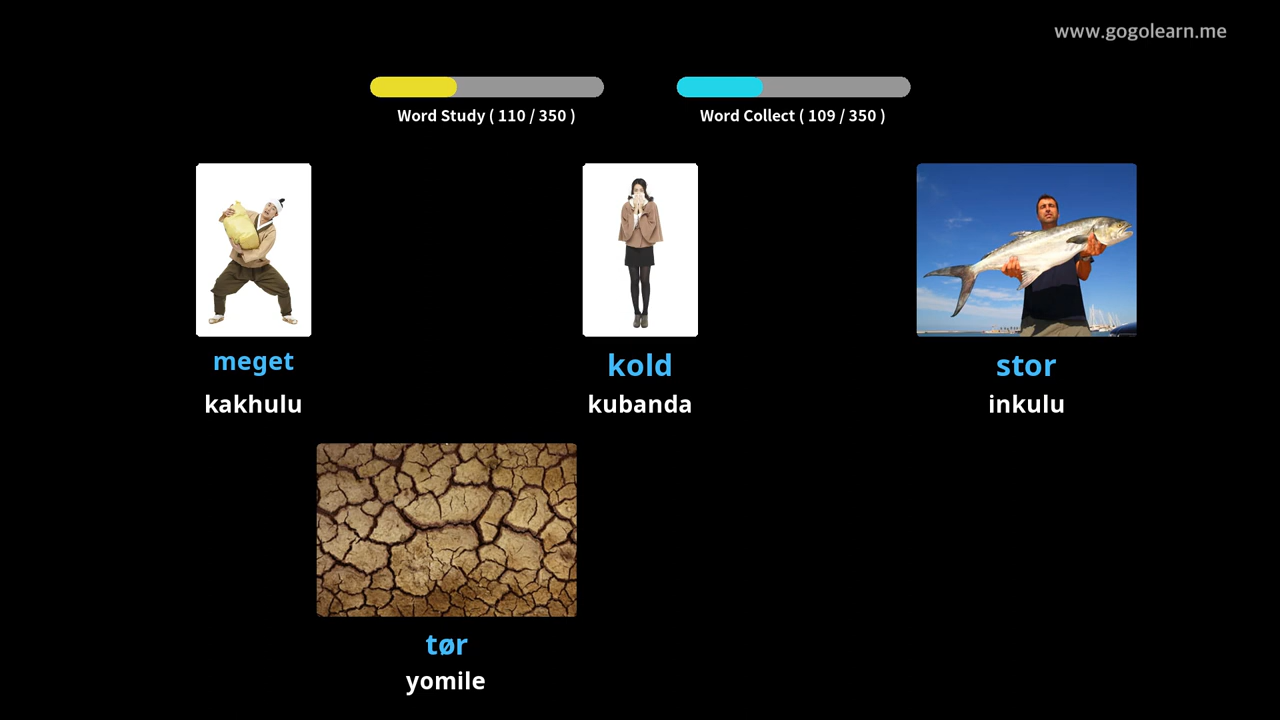 www.gogolearn.me
Word Study ( 110 / 350 )
Word Collect ( 109 / 350 )
meget
kakhulu
kold
kubanda
stor
inkulu
tør
yomile